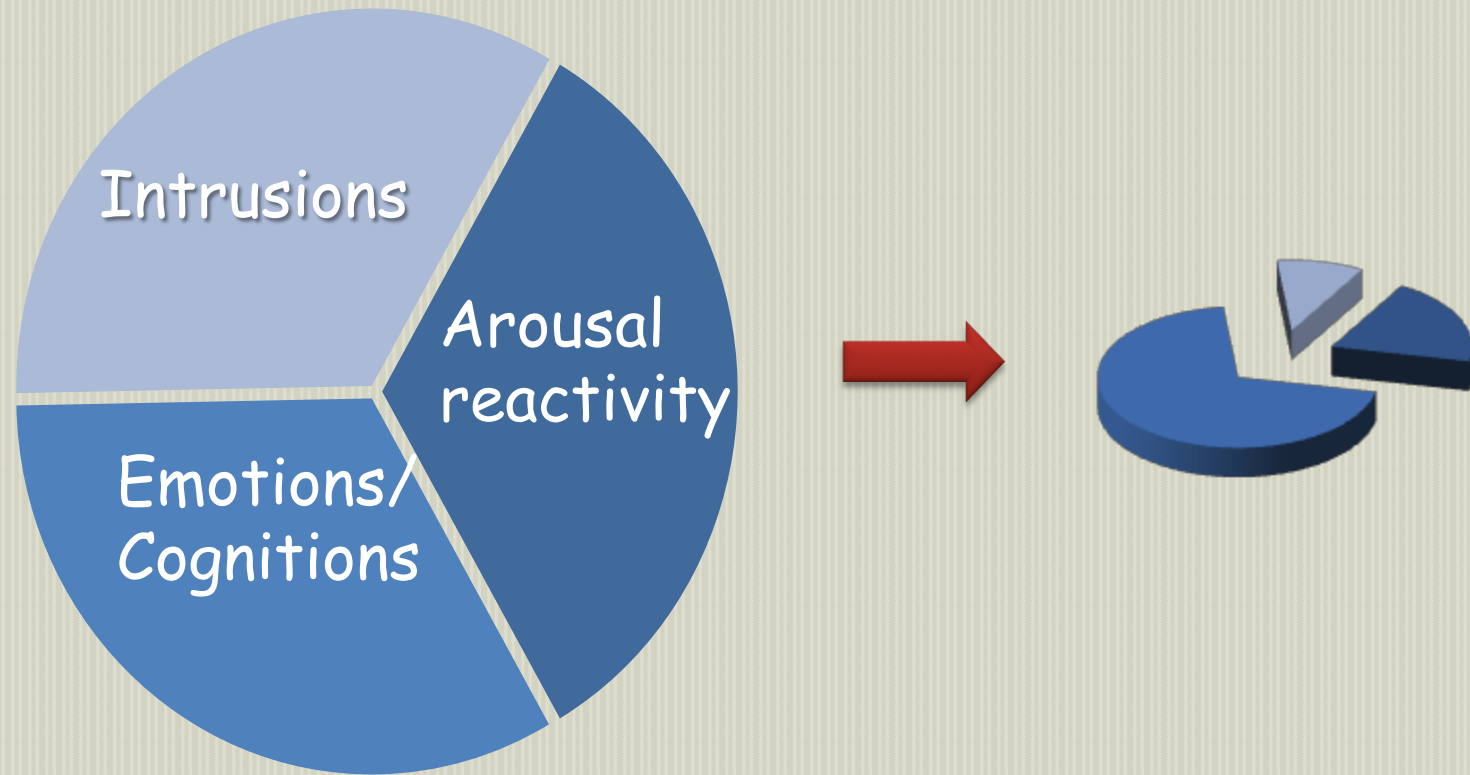 Intrusions
Arousal
reactivity
Emotions/
Cognitions